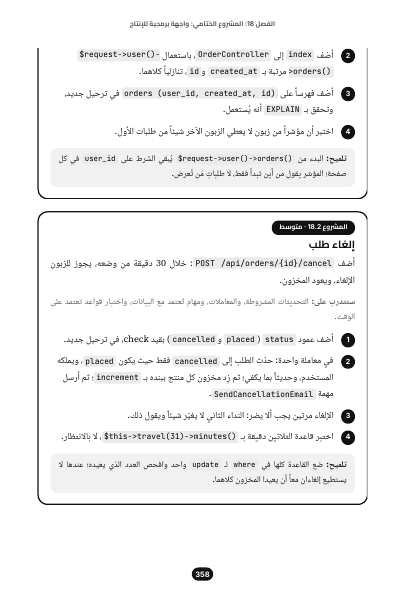 الفصل 18: المشروع الختامي: واجهة برمجية للإنتاج
2 أضف index إلى OrderController، باستعمال $request->user()-
>orders() مرتبة بـ created_at و id، تنازلياً كلاهما.
3 أضف فهرساً على orders (user_id, created_at, id) في ترحيل جديد،
وتحقق بـ EXPLAIN أنه يُستعمل.
4 اختبر أن مؤشراً من زبون لا يعطي الزبون الآخر شيئاً من طلبات الأول.
تلميح: البدء من $request->user()->orders() يُبقي الشرط على user_id في كل
صفحة؛ المؤشر يقول من أين تبدأ فقط، لا طلبات مَن تُعرض.
المشروع 18.2 · متوسط
إلغاء طلب
أضف POST /api/orders/{id}/cancel: خلال 30 دقيقة من وضعه، يجوز للزبون
الإلغاء، ويعود المخزون.
ستتدرب على: التحديثات المشروطة، والمعاملات، ومهام تعتمد مع البيانات، واختبار قواعد تعتمد على
الوقت.
1 أضف عمود status (placed و cancelled) بقيد check، في ترحيل جديد.
2 في معاملة واحدة: حدّث الطلب إلى cancelled فقط حيث يكون placed، ويملكه
المستخدم، وحديثاً بما يكفي؛ ثم رد مخزون كل منتج ببنده بـ increment؛ ثم أرسل
مهمة SendCancellationEmail.
3 الإلغاء مرتين يجب ألا يضر: النداء الثاني لا يغيّر شيئاً ويقول ذلك.
4 اختبر قاعدة الثلاثين دقيقة بـ $this->travel(31)->minutes()، لا بالانتظار.
تلميح: ضع القاعدة كلها في where لـ update واحد وافحص العدد الذي يعيده؛ عندها لا
يستطيع إلغاءان معاً أن يعيدا المخزون كلاهما.
358